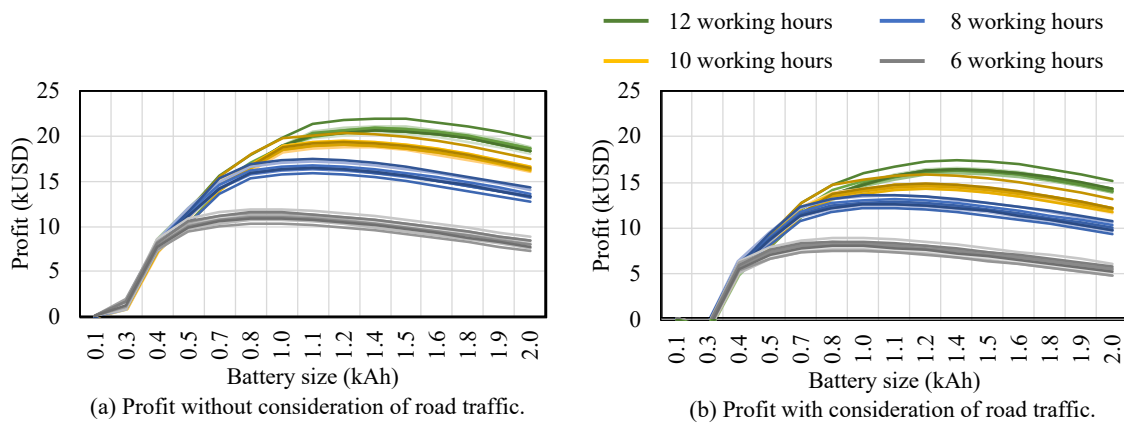 12 working hours
8 working hours
10 working hours
6 working hours
Profit (kUSD)
25
20
15
10
5
0
0.1 0.3 0.4 0.5 0.7 0.8 1.0 1.1 1.2 1.4 1.5 1.6 1.8 1.9 2.0
Battery size (kAh)
(a) Profit without consideration of road traffic.
Profit (kUSD)
25
20
15
10
5
0
0.1 0.3 0.4 0.5 0.7 0.8 1.0 1.1 1.2 1.4 1.5 1.6 1.8 1.9 2.0
Battery size (kAh)
(b) Profit with consideration of road traffic.